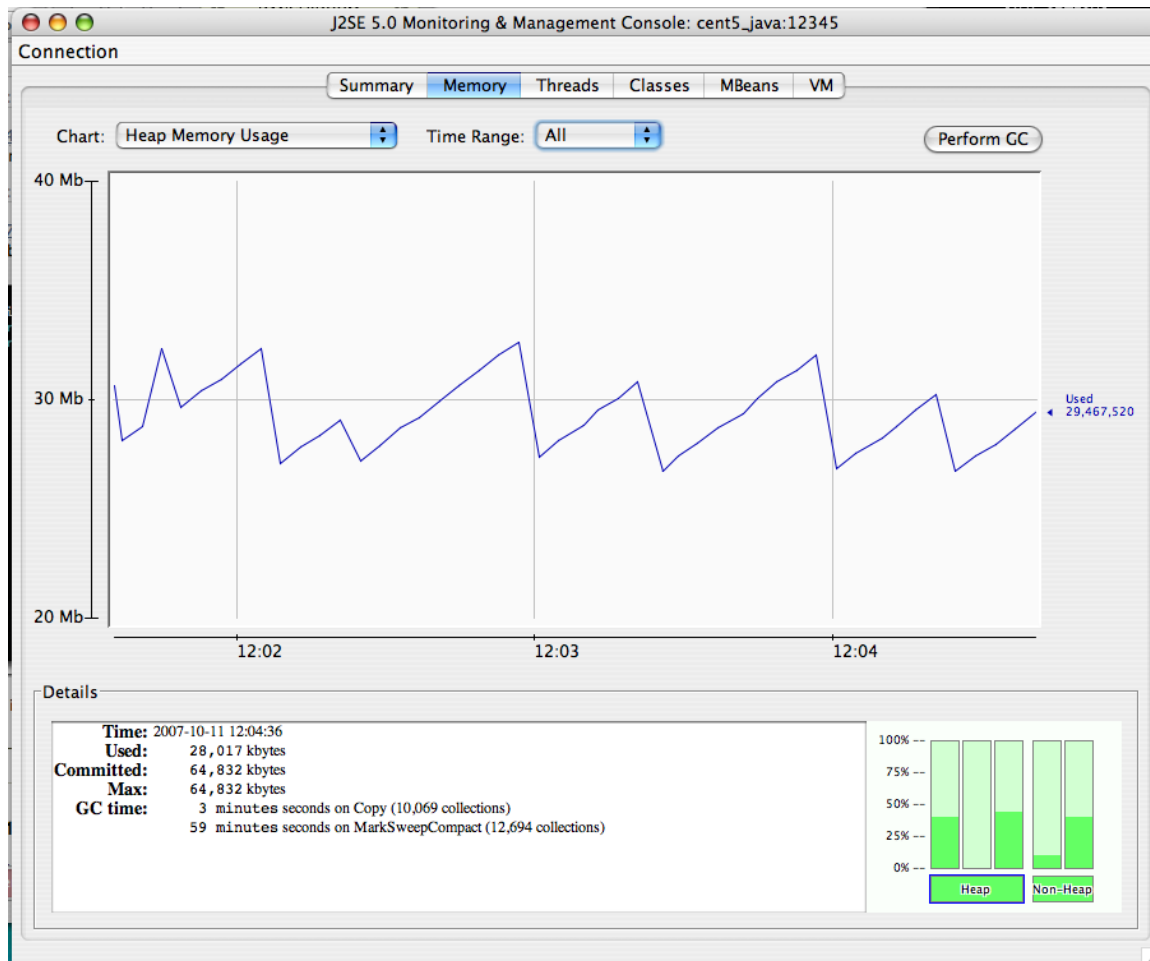 J2SE 5.0 Monitoring & Management Console: cent5_java:12345
Connection
Summary Memory Threads Classes MBeans VM
Chart: Heap Memory Usage Time Range: All Perform GC
40 Mb
30 Mb
20 Mb
Used
29,467,520
12:02 12:03 12:04
Details
Time: 2007-10-11 12:04:36
Used: 28,017 kbytes
Committed: 64,832 kbytes
Max: 64,832 kbytes
GC time: 3 minutes seconds on Copy (10,069 collections)
59 minutes seconds on MarkSweepCompact (12,694 collections)
100% --
75% --
50% --
25% --
0% --
Heap Non-Heap